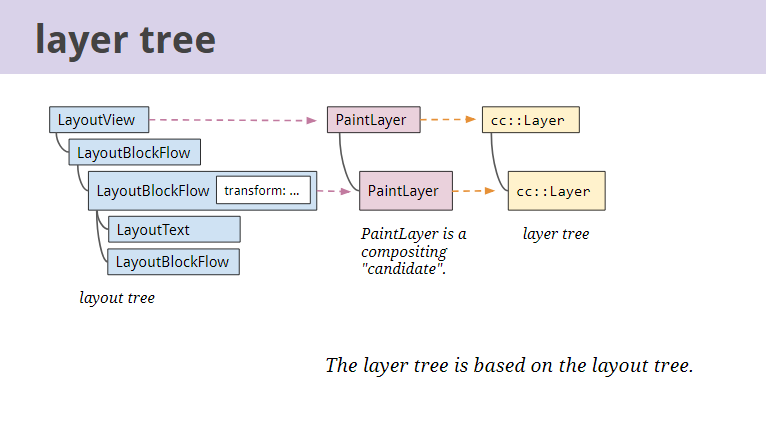 layer tree
LayoutView
PaintLayer
cc::Layer
LayoutBlockFlow
LayoutBlockFlow
transform: ...
PaintLayer
cc::Layer
LayoutText
LayoutBlockFlow
PaintLayer is a
compositing
"candidate".
layer tree
layout tree
The layer tree is based on the layout tree.